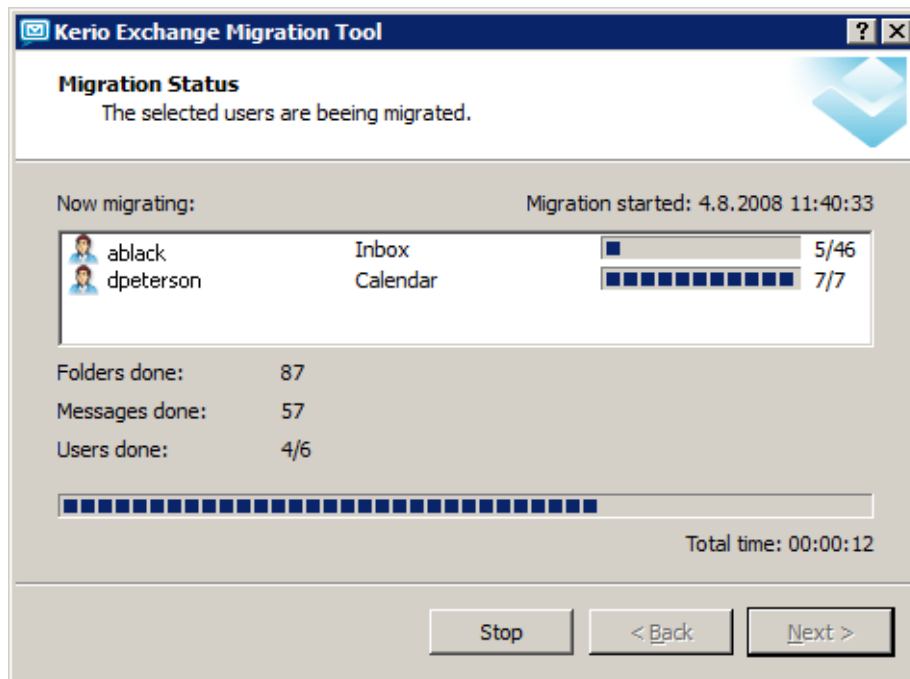 Kerio Exchange Migration Tool
Migration Status
The selected users are beeing migrated.
Now migrating: Migration started: 4.8.2008 11:40:33
ablack Inbox 5/46
dpeterson Calendar 7/7
Folders done: 87
Messages done: 57
Users done: 4/6
Total time: 00:00:12
Stop < Back Next >